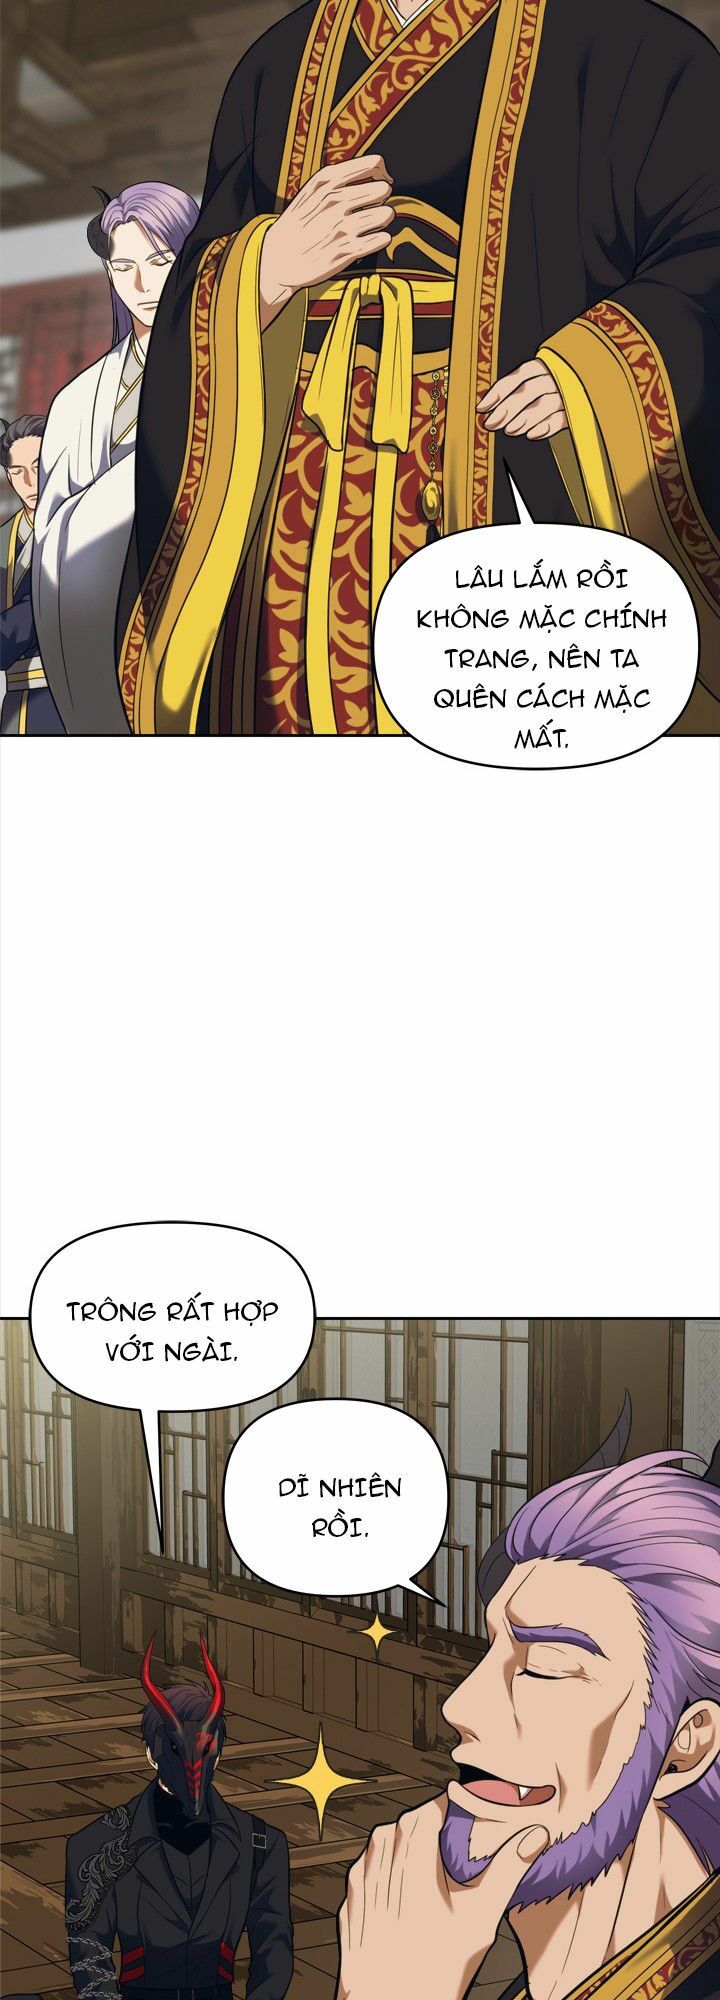 LÂU LẮM RỒI
KHÔNG MẶC CHÍNH
TRANG, NÊN TA
QUÊN CÁCH MẶC
MẤT.
TRÔNG RẤT HỢP
VỚI NGÀI.
DĨ NHIÊN
RỒI.